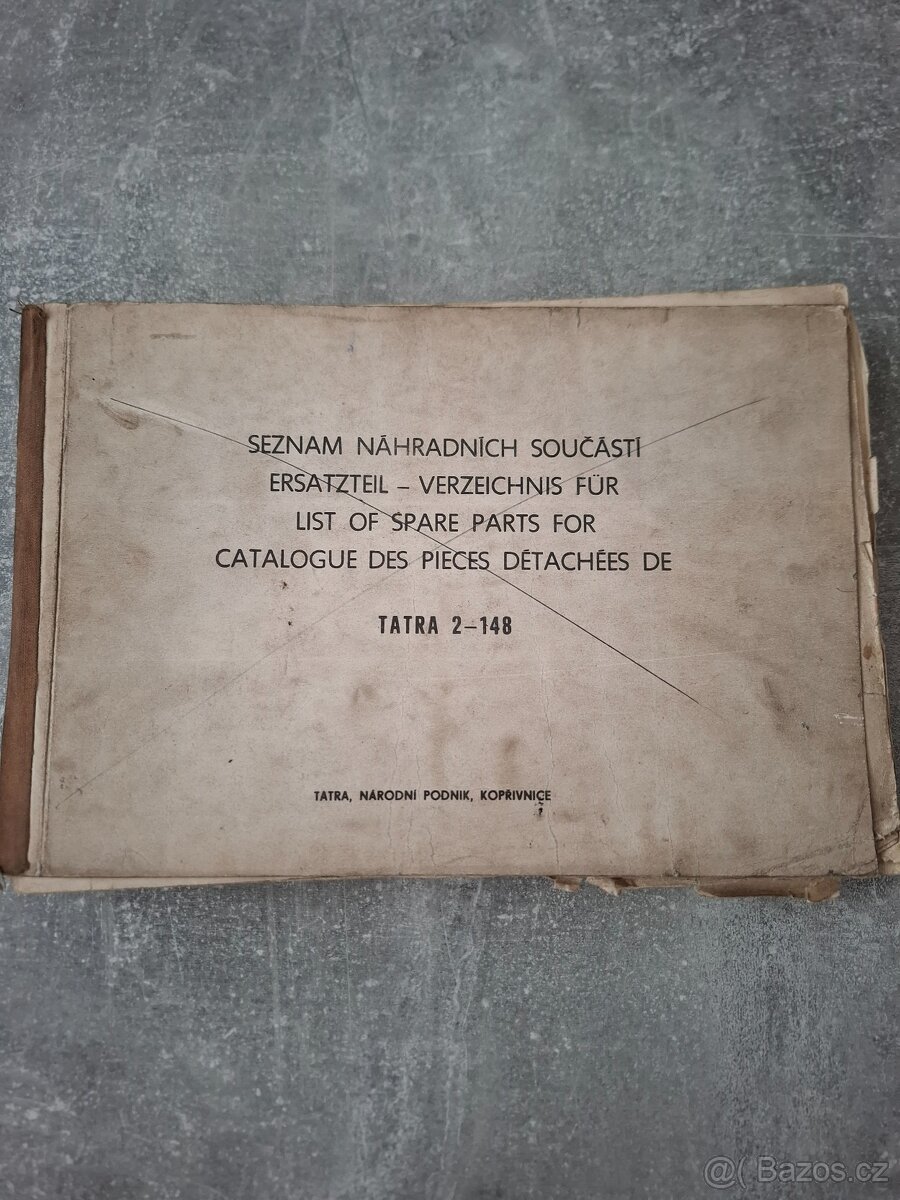 SEZNAM NÁHRADNÍCH SOUČÁSTÍ
ERSATZTEIL – VERZEICHNIS FÜR
LIST OF SPARE PARTS FOR
CATALOGUE DES PIECES DÉTACHÉES DE
TATRA 2–148
TATRA, NÁRODNÍ PODNIK, KOPŘIVNICE
@( Bazos.cz